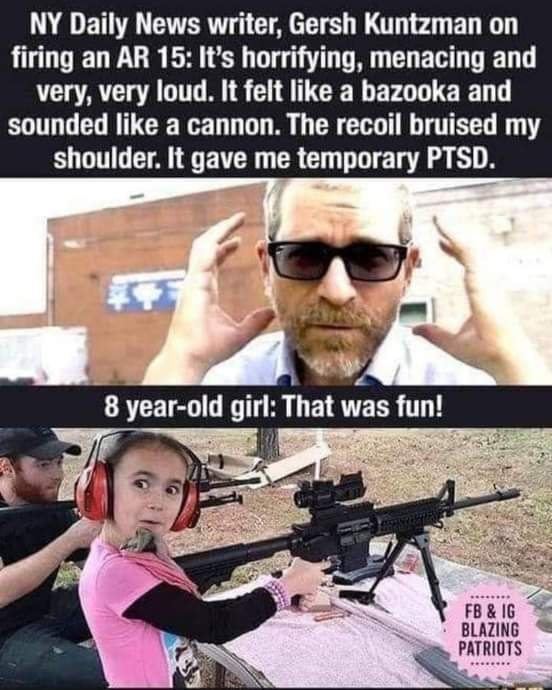 NY Daily News writer, Gersh Kuntzman on
firing an AR 15: It's horrifying, menacing and
very, very loud. It felt like a bazooka and
sounded like a cannon. The recoil bruised my
shoulder. It gave me temporary PTSD.
8 year-old girl: That was fun!
FB & IG
BLAZING
PATRIOTS